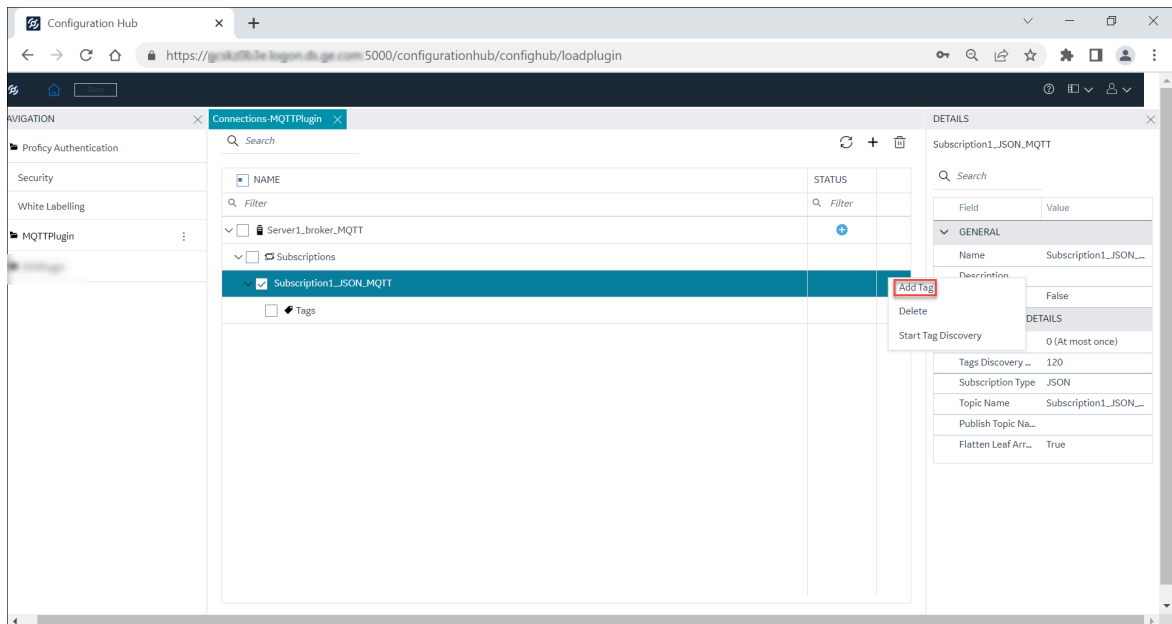 Configuration Hub
https:// :5000/configurationhub/confighub/loadplugin
Save
AVIGATION
Connections-MQTTPlugin
DETAILS
Search
Proficy Authentication
Subscription1_JSON_MQTT
Security
NAME
STATUS
Search
White Labelling
Filter
Filter
Field
Value
MQTTPlugin
Server1_broker_MQTT
GENERAL
Subscriptions
Name
Subscription1_JSON_...
Subscription1_JSON_MQTT
Add Tag
Description
False
Tags
Delete
DETAILS
Start Tag Discovery
0 (At most once)
Tags Discovery ...
120
Subscription Type
JSON
Topic Name
Subscription1_JSON_...
Publish Topic Na...
Flatten Leaf Arr...
True